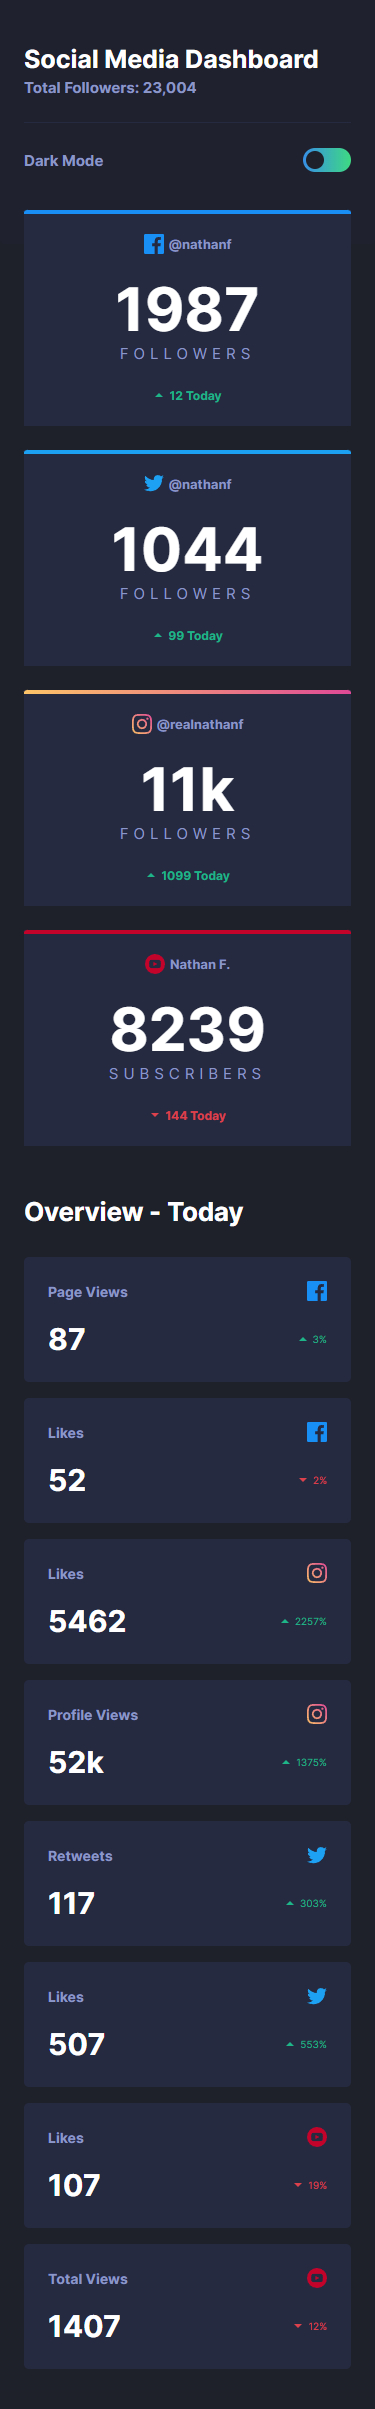 Social Media Dashboard
Total Followers: 23,004
Dark Mode
@nathanf
1987
FOLLOWERS
12 Today
@nathanf
1044
FOLLOWERS
99 Today
@realnathanf
11k
FOLLOWERS
1099 Today
Nathan F.
8239
SUBSCRIBERS
144 Today
Overview - Today
Page Views
87
3%
Likes
52
2%
Likes
5462
2257%
Profile Views
52k
1375%
Retweets
117
303%
Likes
507
553%
Likes
107
19%
Total Views
1407
12%